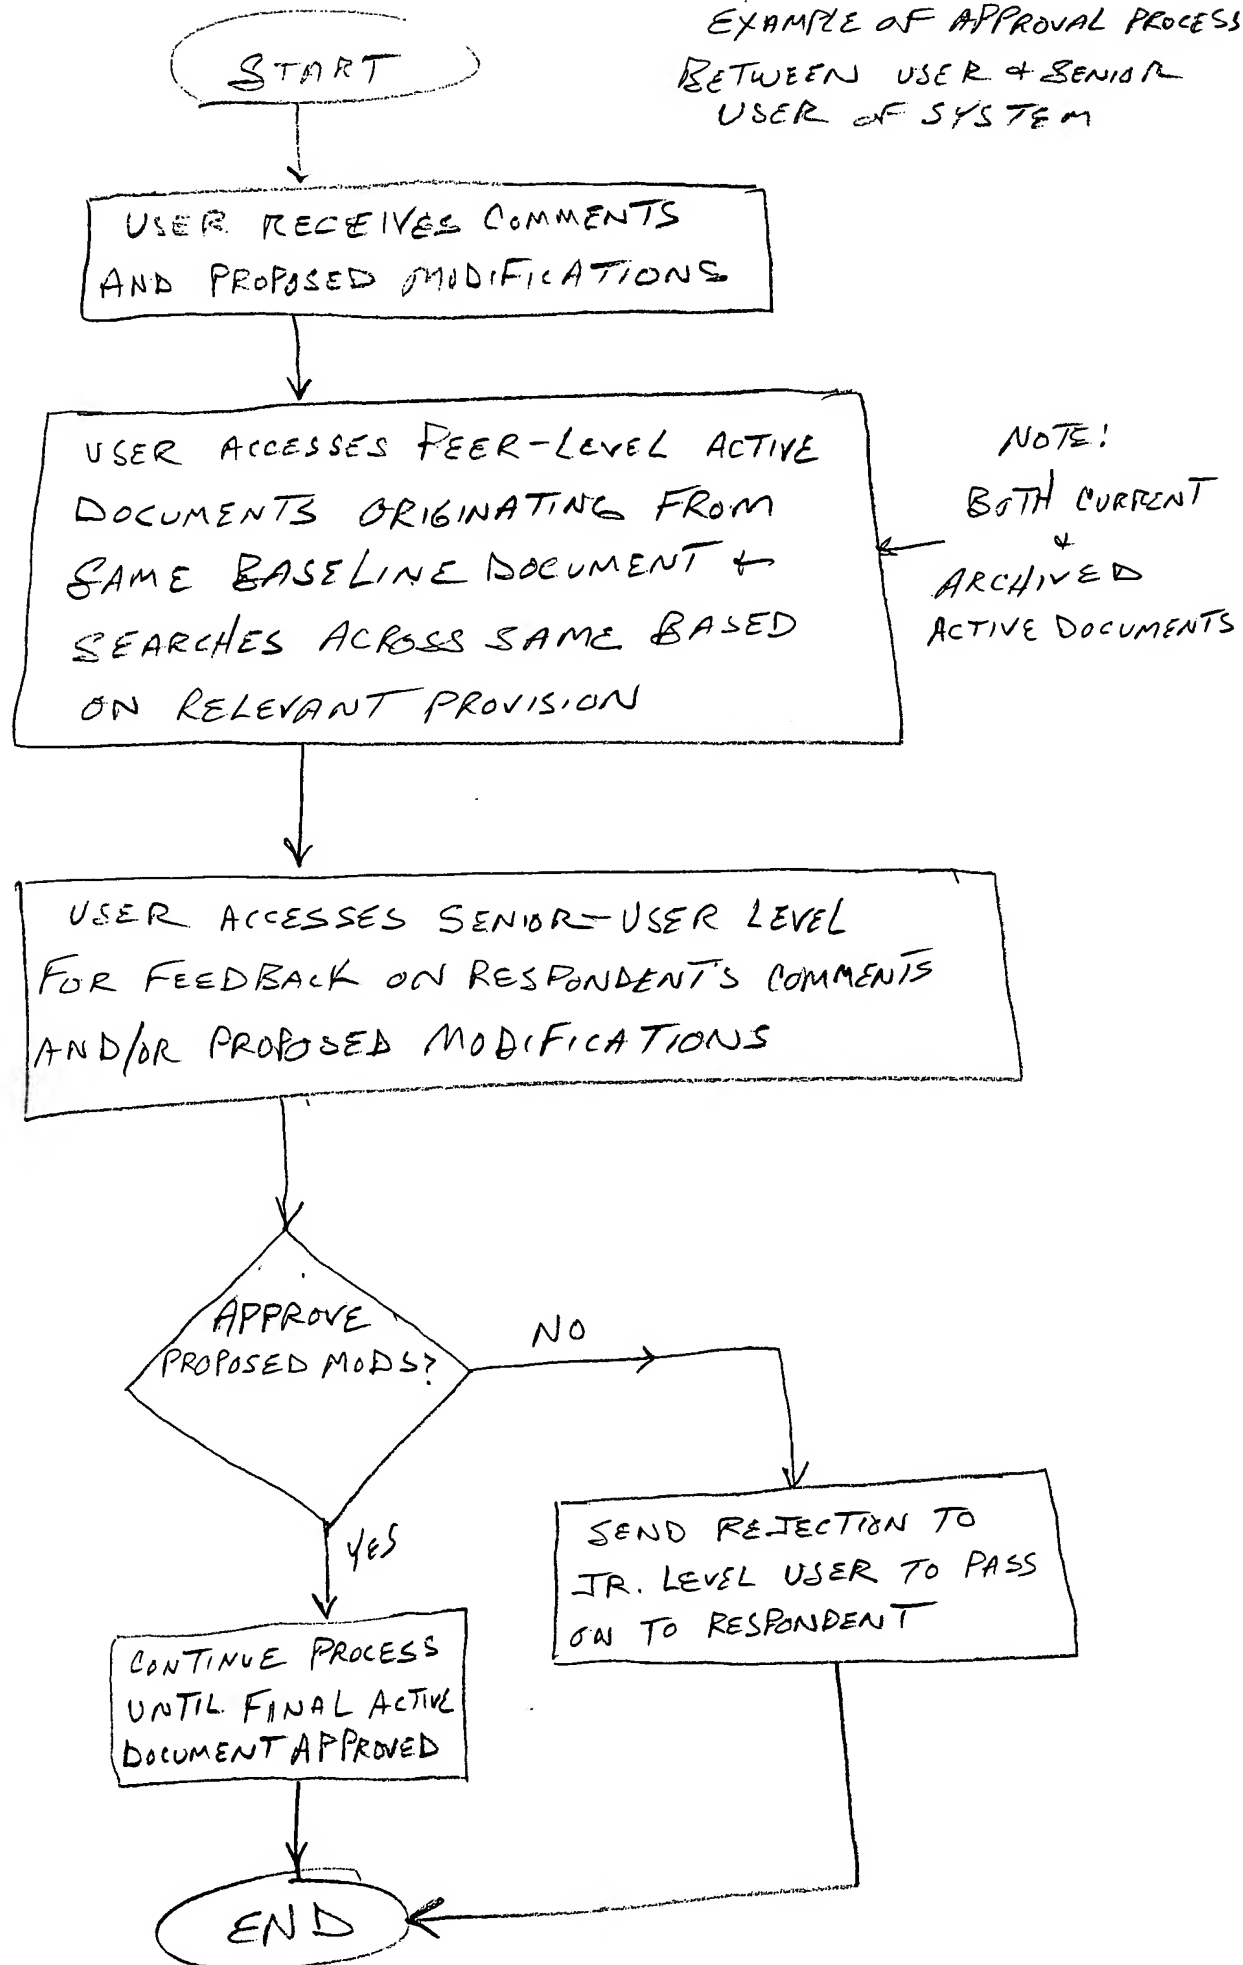 EXAMPLE OF APPROVAL PROCESS
BETWEEN USER & SENIOR
USER OF SYSTEM
START
USER RECEIVES COMMENTS
AND PROPOSED MODIFICATIONS
USER ACCESSES PEER-LEVEL ACTIVE
DOCUMENTS ORIGINATING FROM
SAME BASELINE DOCUMENT &
SEARCHES ACROSS SAME BASED
ON RELEVANT PROVISION
NOTE:
BOTH CURRENT
&
ARCHIVED
ACTIVE DOCUMENTS
USER ACCESSES SENIOR-USER LEVEL
FOR FEEDBACK ON RESPONDENT'S COMMENTS
AND/OR PROPOSED MODIFICATIONS
APPROVE
PROPOSED MODS?
NO
YES
SEND REJECTION TO
JR. LEVEL USER TO PASS
ON TO RESPONDENT
CONTINUE PROCESS
UNTIL FINAL ACTIVE
DOCUMENT APPROVED
END